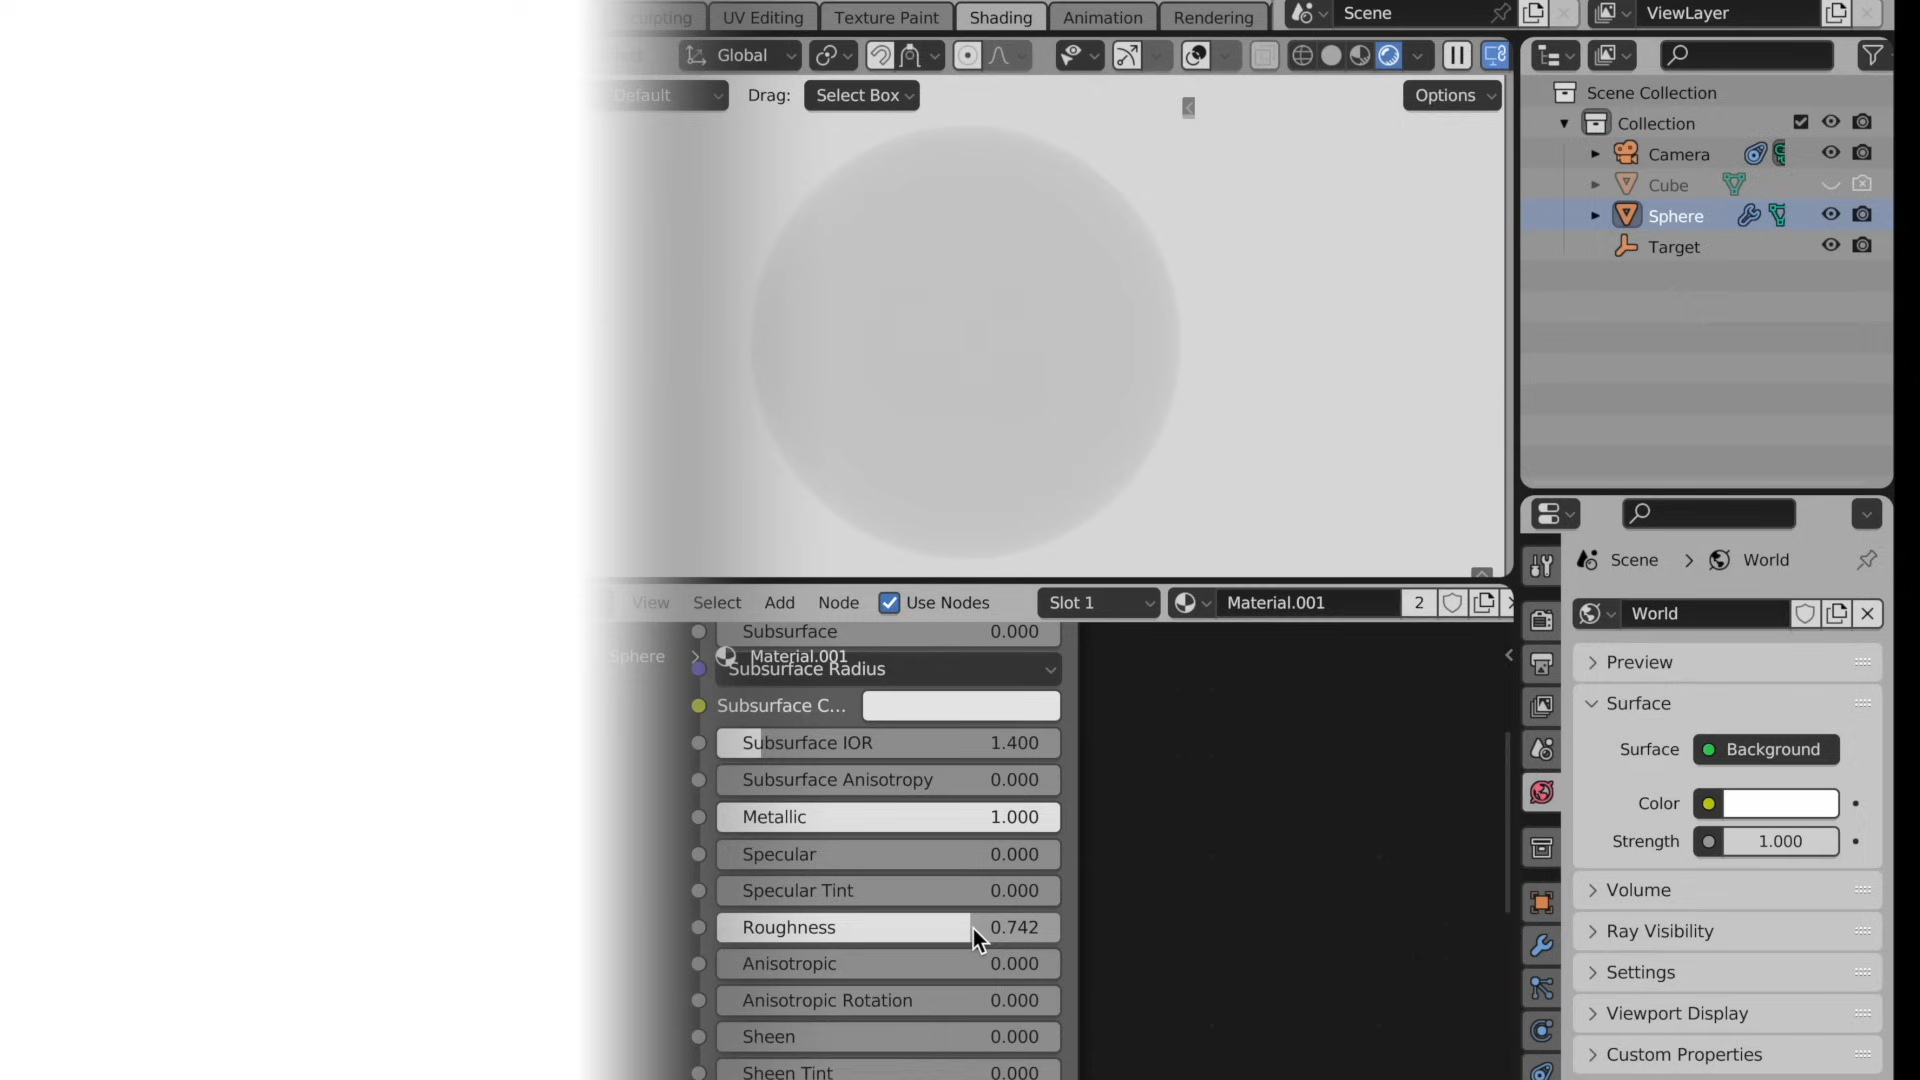 Sculpting UV Editing Texture Paint Shading Animation Rendering Scene ViewLayer
Global
Default Drag: Select Box Options
Scene Collection
Collection
Camera
Cube
Sphere
Target
Scene > World
World
Preview
Surface
Surface Background
Color
Strength 1.000
Volume
Ray Visibility
Settings
Viewport Display
Custom Properties
View Select Add Node Use Nodes Slot 1 Material.001 2
Subsurface 0.000
Sphere > Material.001
Subsurface Radius
Subsurface C...
Subsurface IOR 1.400
Subsurface Anisotropy 0.000
Metallic 1.000
Specular 0.000
Specular Tint 0.000
Roughness 0.742
Anisotropic 0.000
Anisotropic Rotation 0.000
Sheen 0.000
Sheen Tint 0.000